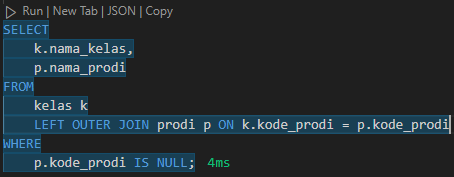 Run | New Tab | JSON | Copy
SELECT
    k.nama_kelas,
    p.nama_prodi
FROM
    kelas k
    LEFT OUTER JOIN prodi p ON k.kode_prodi = p.kode_prodi
WHERE
    p.kode_prodi IS NULL; 4ms